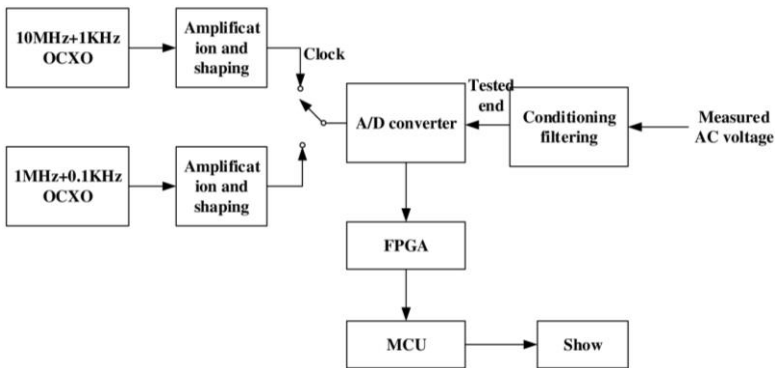 10MHz+1KHz
OCXO
Amplificat
ion and
shaping
Clock
A/D converter
Tested
end
Conditioning
filtering
Measured
AC voltage
1MHz+0.1KHz
OCXO
Amplificat
ion and
shaping
FPGA
MCU
Show